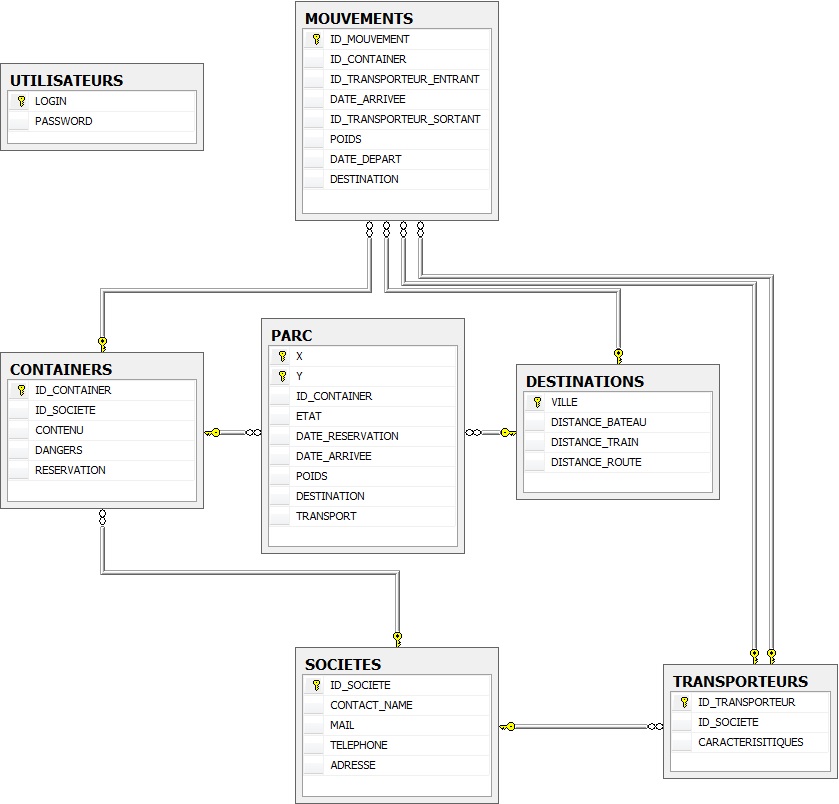 MOUVEMENTS
ID_MOUVEMENT
ID_CONTAINER
ID_TRANSPORTEUR_ENTRANT
DATE_ARRIVEE
ID_TRANSPORTEUR_SORTANT
POIDS
DATE_DEPART
DESTINATION
UTILISATEURS
LOGIN
PASSWORD
CONTAINERS
ID_CONTAINER
ID_SOCIETE
CONTENU
DANGERS
RESERVATION
PARC
X
Y
ID_CONTAINER
ETAT
DATE_RESERVATION
DATE_ARRIVEE
POIDS
DESTINATION
TRANSPORT
DESTINATIONS
VILLE
DISTANCE_BATEAU
DISTANCE_TRAIN
DISTANCE_ROUTE
SOCIETES
ID_SOCIETE
CONTACT_NAME
MAIL
TELEPHONE
ADRESSE
TRANSPORTEURS
ID_TRANSPORTEUR
ID_SOCIETE
CARACTERISITIQUES